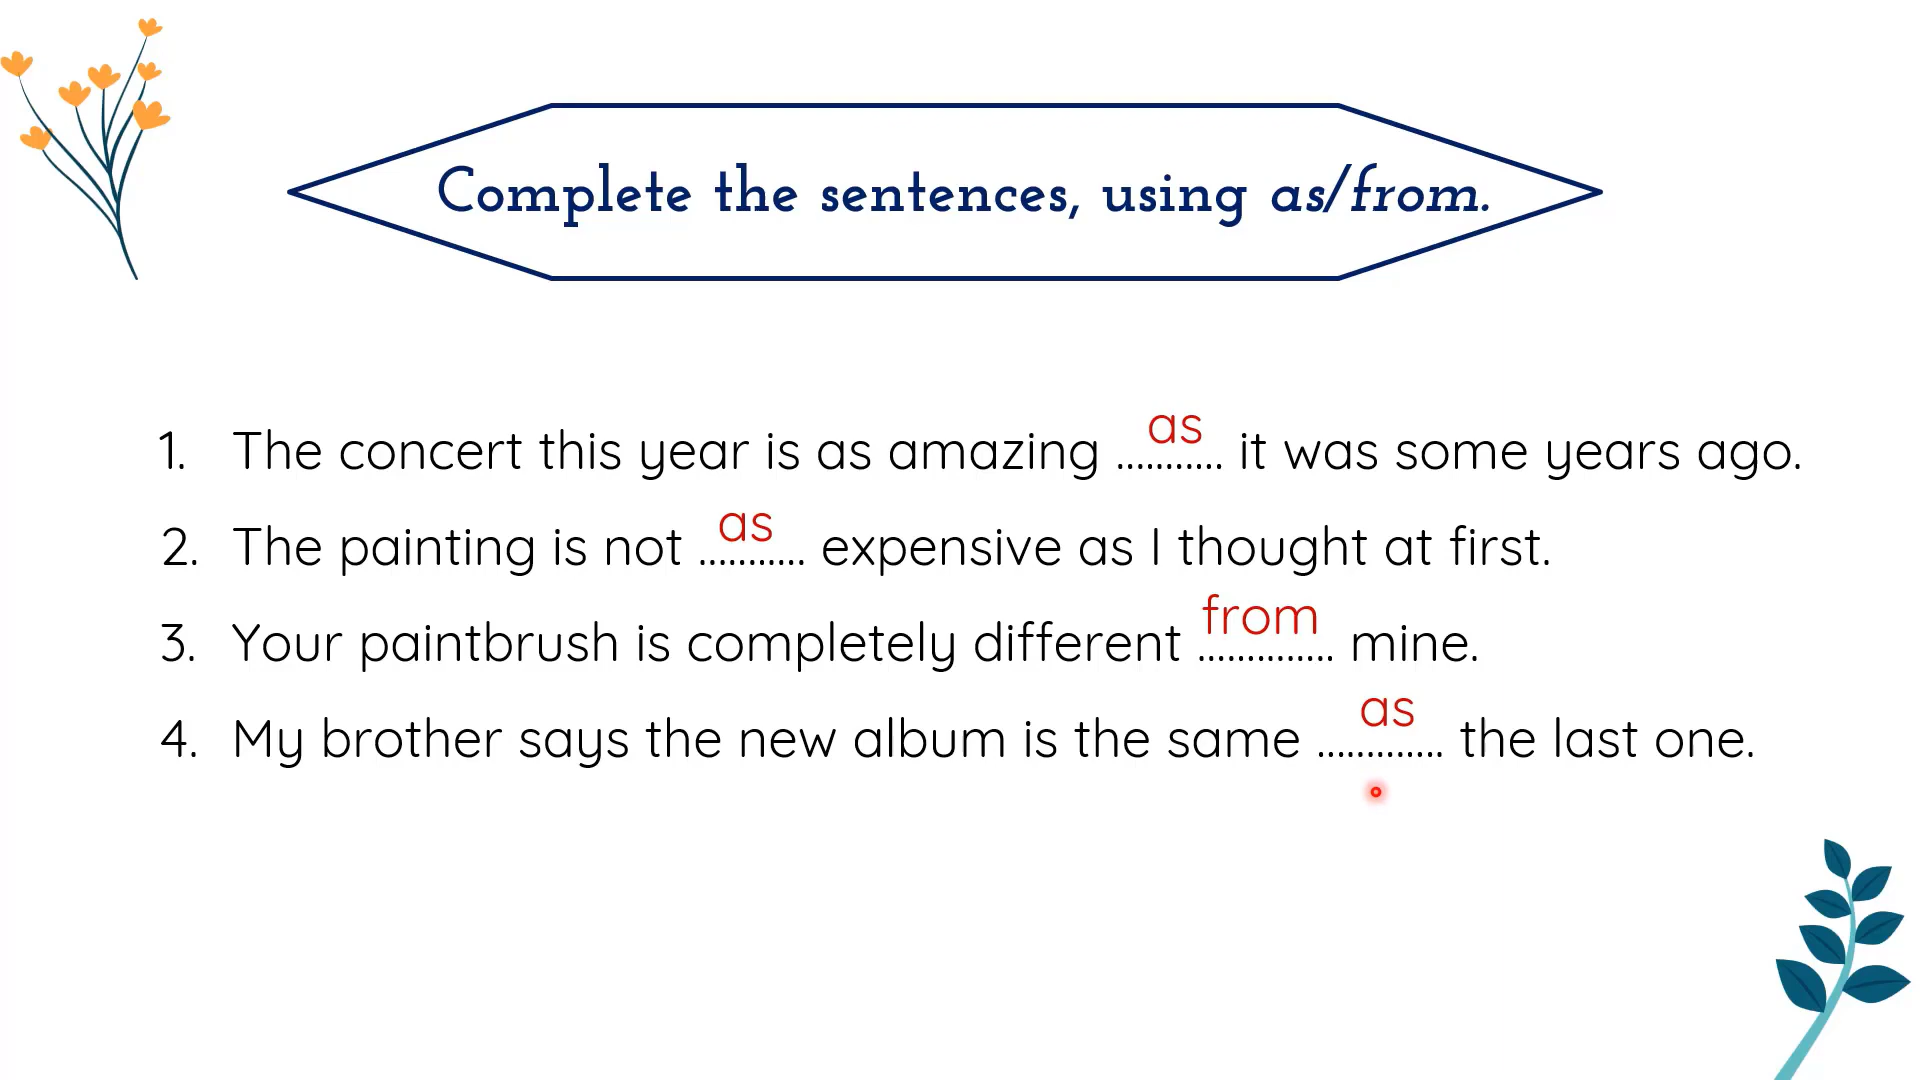 Complete the sentences, using as/from.
1. The concert this year is as amazing ........... as it was some years ago.
2. The painting is not ........... as expensive as I thought at first.
3. Your paintbrush is completely different .............. from mine.
4. My brother says the new album is the same ............. as the last one.